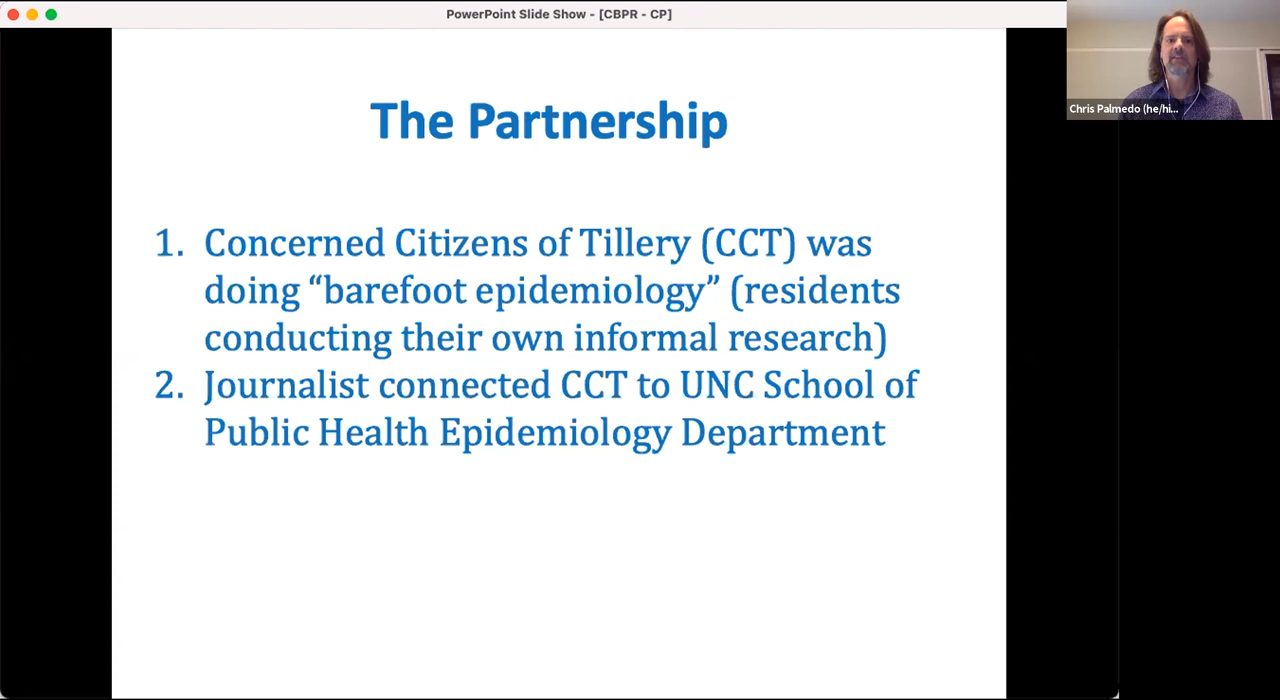 PowerPoint Slide Show - [CBPR - CP]
Chris Palmedo (he/hi...
The Partnership
1. Concerned Citizens of Tillery (CCT) was
doing “barefoot epidemiology” (residents
conducting their own informal research)
2. Journalist connected CCT to UNC School of
Public Health Epidemiology Department